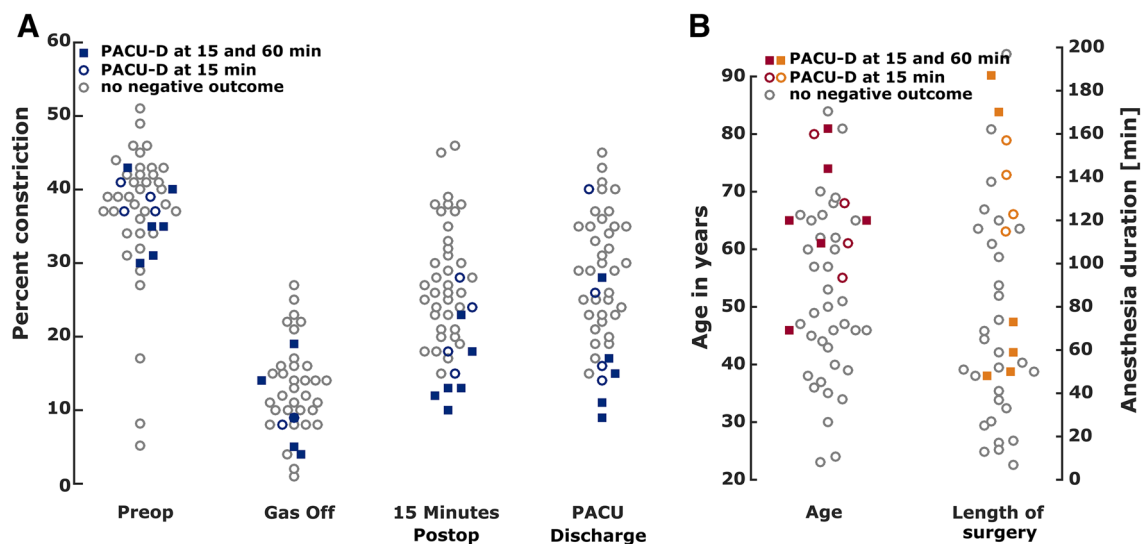 A
PACU-D at 15 and 60 min
PACU-D at 15 min
no negative outcome
Percent constriction
60
50
40
30
20
10
0
Preop
Gas Off
15 Minutes
Postop
PACU
Discharge
B
PACU-D at 15 and 60 min
PACU-D at 15 min
no negative outcome
Age in years
90
80
70
60
50
40
30
20
Age
Length of
surgery
200
180
160
140
120
100
80
60
40
20
0
Anesthesia duration [min]